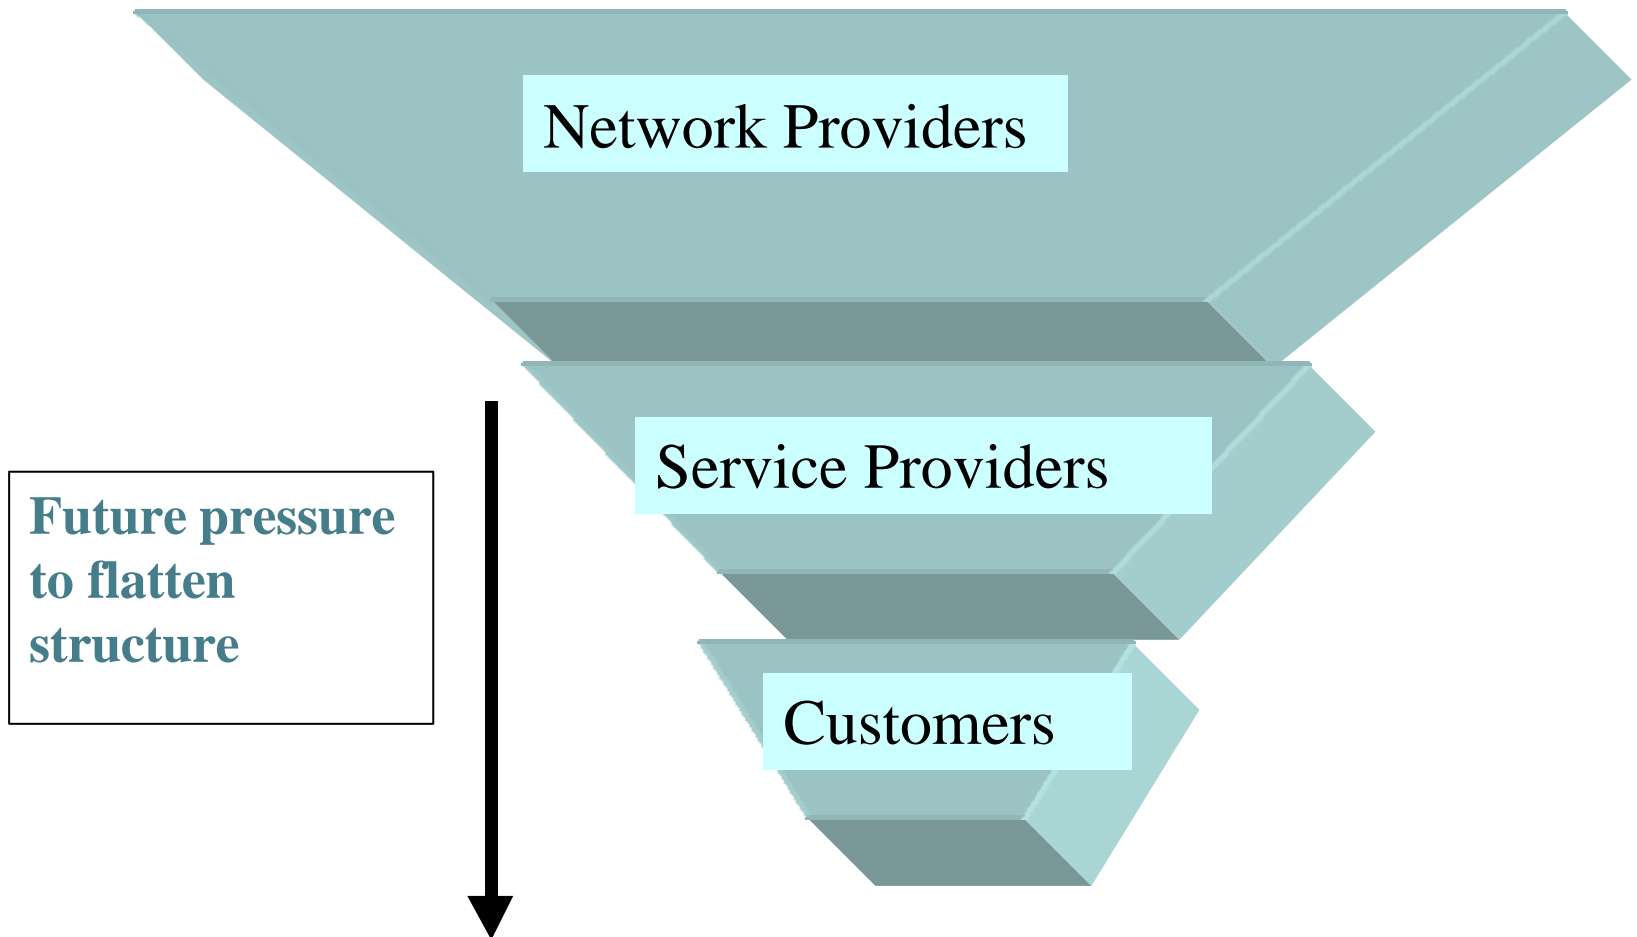 Network Providers
Service Providers
Future pressure
to flatten
structure
Customers